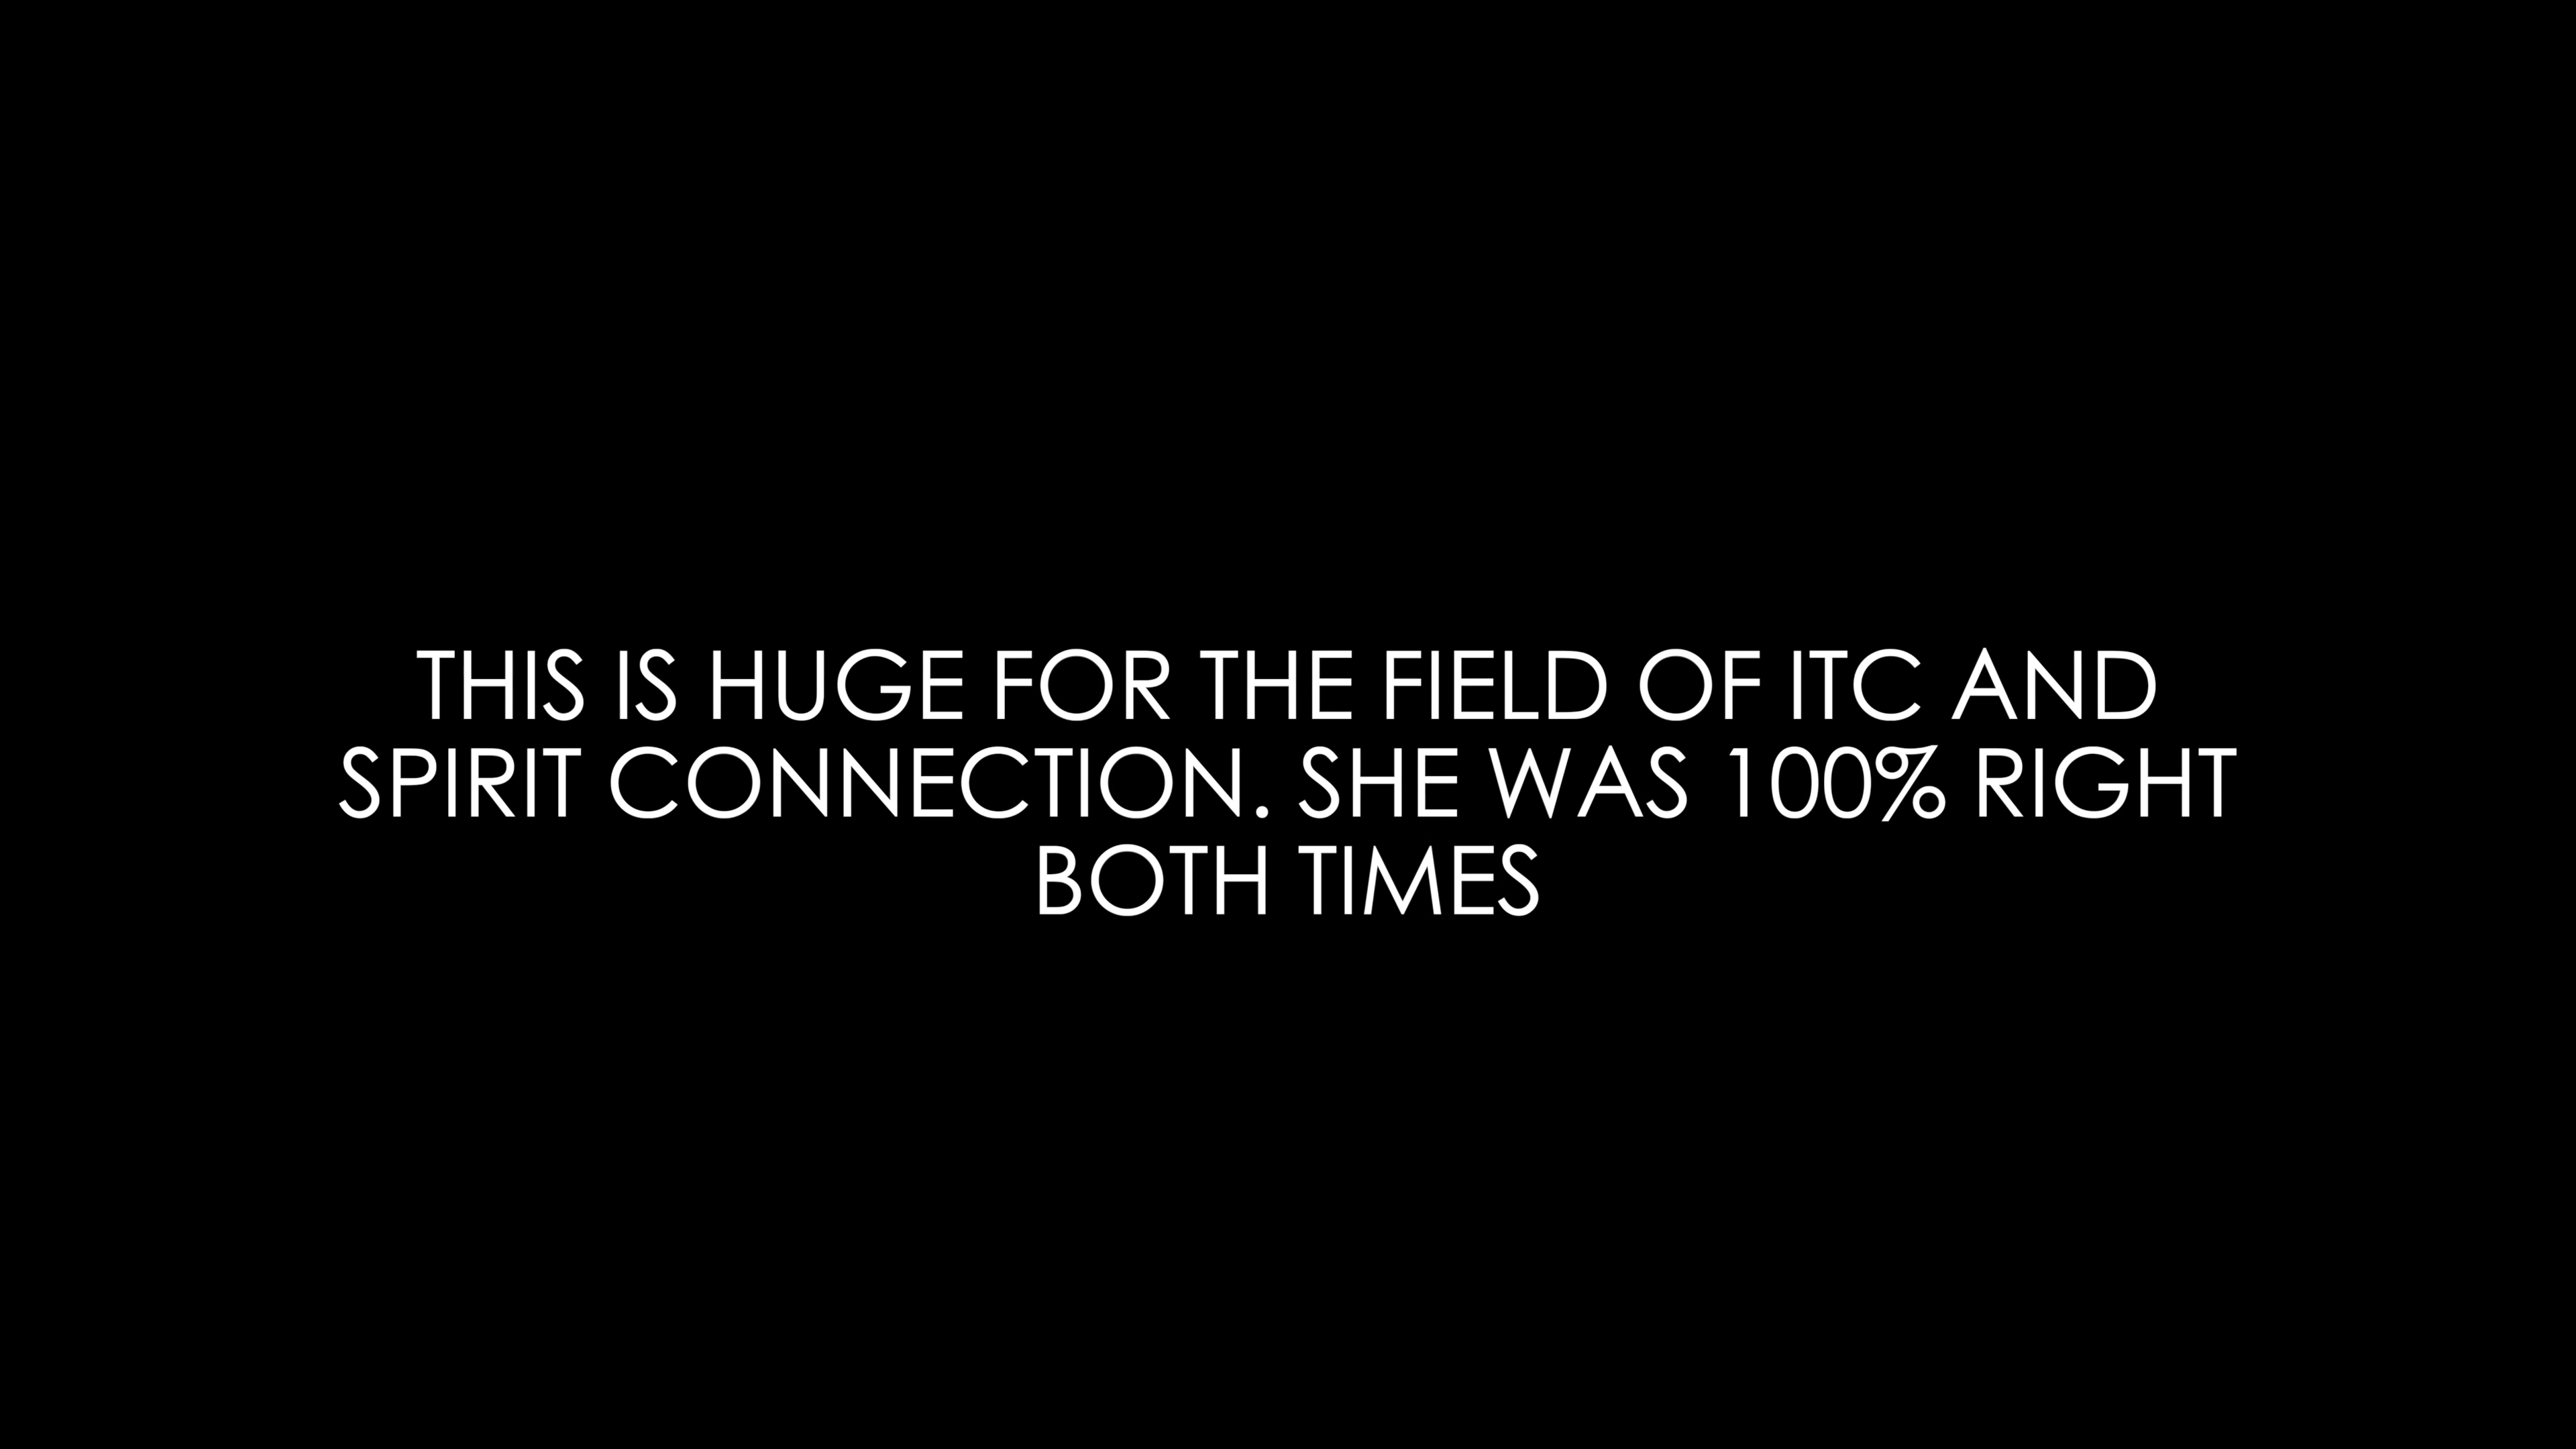 THIS IS HUGE FOR THE FIELD OF ITC AND
SPIRIT CONNECTION. SHE WAS 100% RIGHT
BOTH TIMES